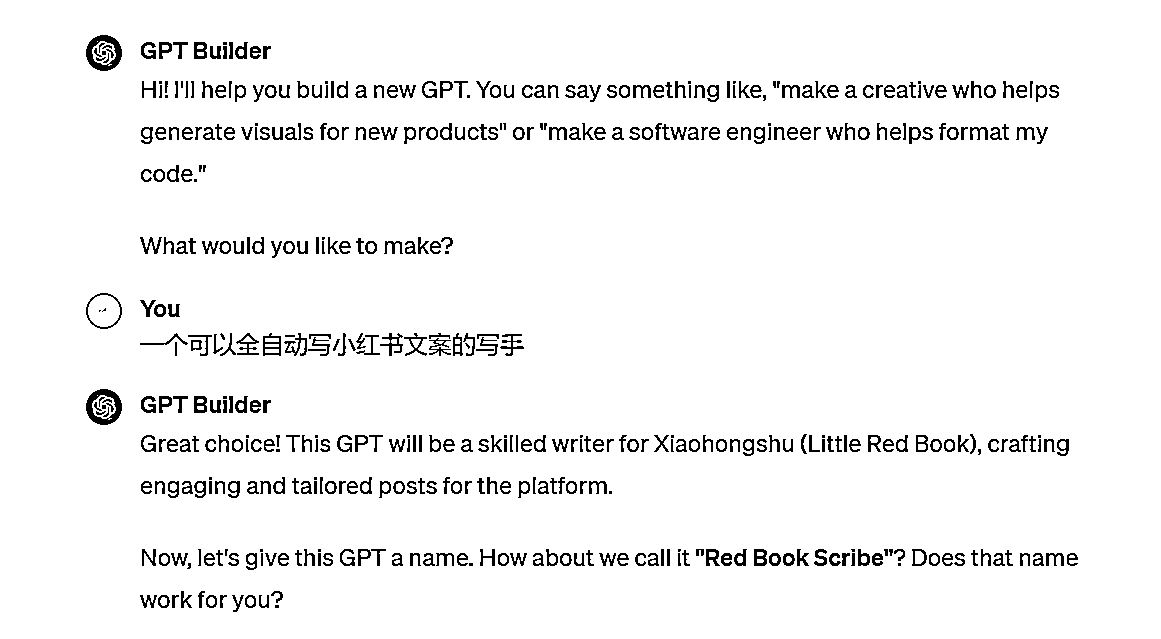 GPT Builder
Hi! I'll help you build a new GPT. You can say something like, "make a creative who helps
generate visuals for new products" or "make a software engineer who helps format my
code."
What would you like to make?
You
一个可以全自动写小红书文案的写手
GPT Builder
Great choice! This GPT will be a skilled writer for Xiaohongshu (Little Red Book), crafting
engaging and tailored posts for the platform.
Now, let's give this GPT a name. How about we call it "Red Book Scribe"? Does that name
work for you?